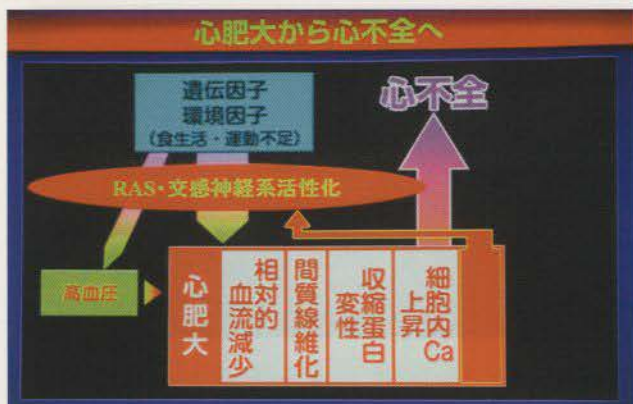 心肥大から心不全へ
遺伝因子
環境因子
(食生活・運動不足)
心不全
RAS・交感神経系活性化
高血圧
心肥大
相対的
血流減少
間質線維化
収縮蛋白
変性
細胞内Ca
上昇